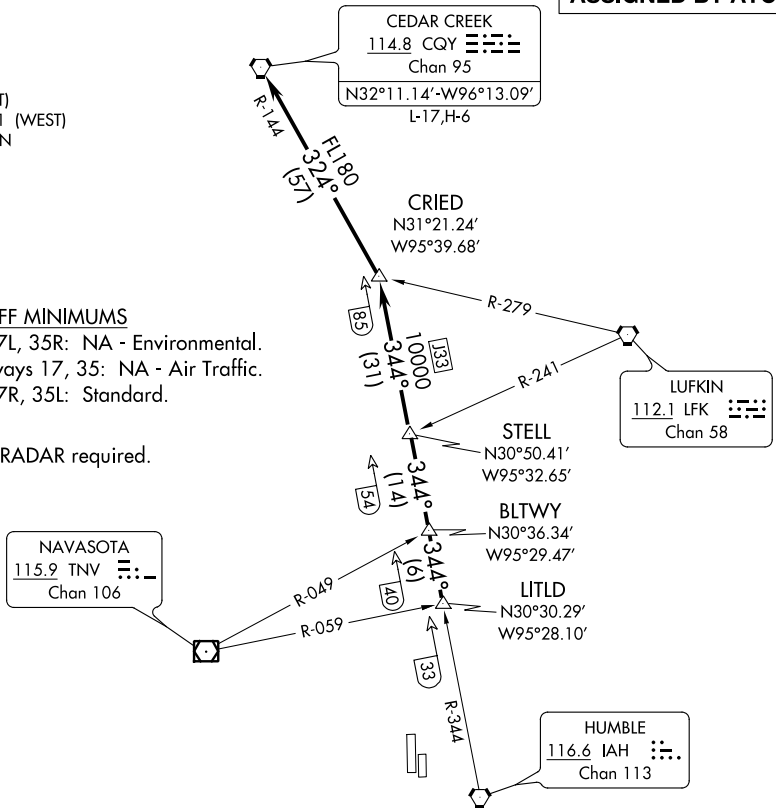 ASSIGNED BY ATC
CEDAR CREEK
114.8 CQY
Chan 95
N32°11.14'-W96°13.09'
L-17,H-6
T)
1 (WEST)
N
R-144
FL180
324°
(57)
CRIED
N31°21.24'
W95°39.68'
FF MINIMUMS
7L, 35R: NA - Environmental.
ways 17, 35: NA - Air Traffic.
7R, 35L: Standard.
RADAR required.
85
R-279
10000
344°
(31)
J33
R-241
LUFKIN
112.1 LFK
Chan 58
STELL
N30°50.41'
W95°32.65'
344°
(14)
54
BLTWY
N30°36.34'
W95°29.47'
NAVASOTA
115.9 TNV
Chan 106
344°
(6)
R-049
40
R-059
LITLD
N30°30.29'
W95°28.10'
33
R-344
HUMBLE
116.6 IAH
Chan 113